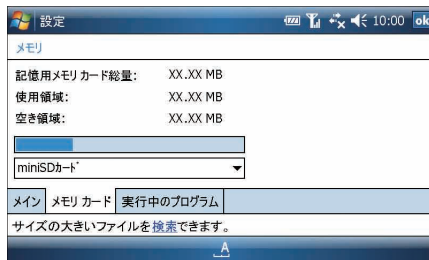 設定 10:00 ok
メモリ
記憶用メモリ カード総量: XX.XX MB
使用領域: XX.XX MB
空き領域: XX.XX MB
miniSDカード
メイン メモリ カード 実行中のプログラム
サイズの大きいファイルを検索できます。
A